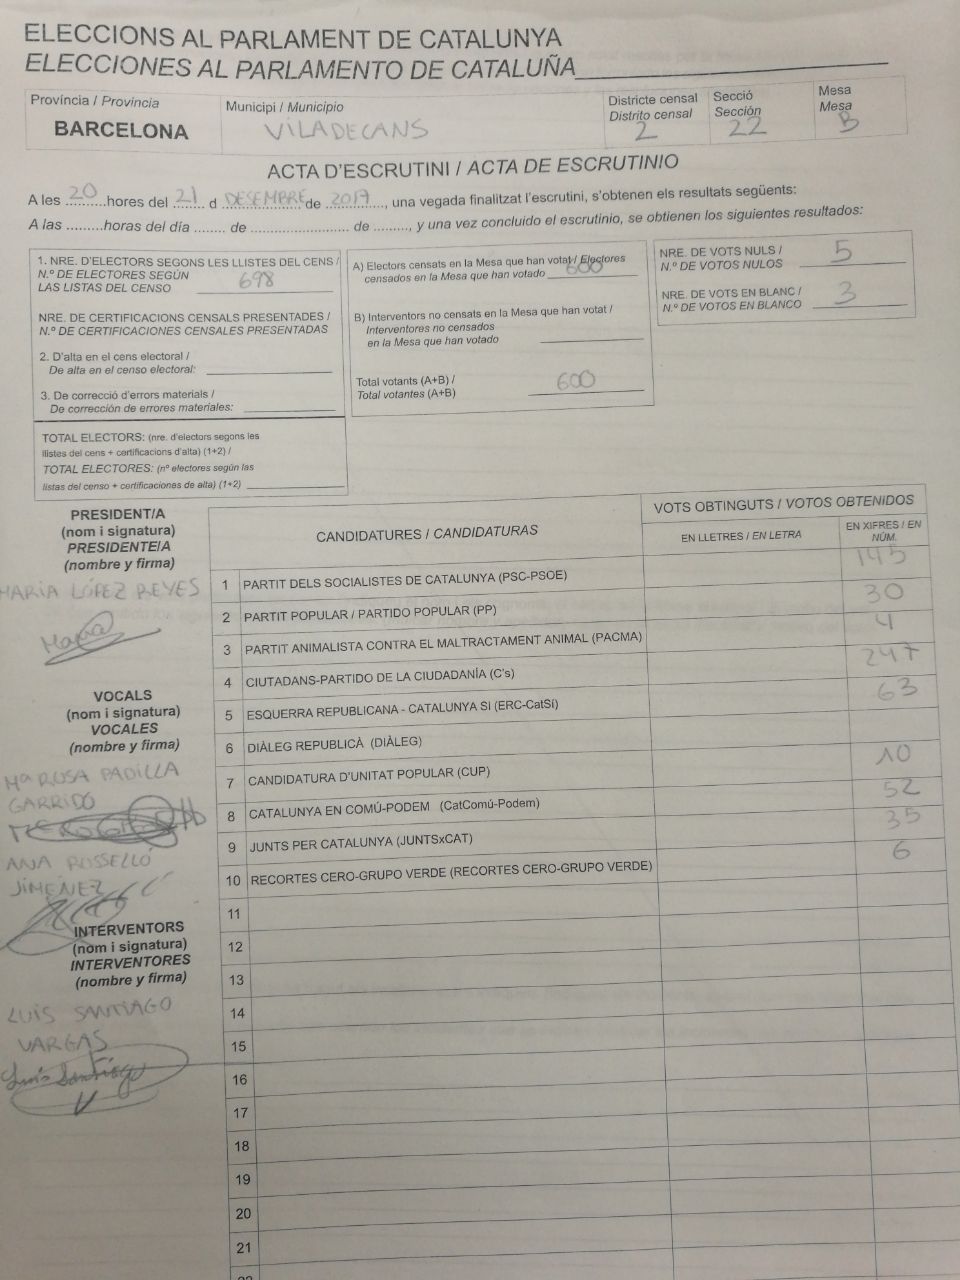 ELECCIONS AL PARLAMENT DE CATALUNYA
ELECCIONES AL PARLAMENTO DE CATALUÑA
Província / Provincia
BARCELONA
Municipi / Municipio
VILADECANS
Districte censal
Distrito censal
2
Secció
Sección
22
Mesa
Mesa
B
ACTA D'ESCRUTINI / ACTA DE ESCRUTINIO
A les 20 hores del 21 d DESEMBRE de 2017, una vegada finalitzat l'escrutini, s'obtenen els resultats següents:
A las .........horas del día ........ de ......................... de ........., y una vez concluido el escrutinio, se obtienen los siguientes resultados:
1. NRE. D'ELECTORS SEGONS LES LLISTES DEL CENS /
N.º DE ELECTORES SEGÚN
LAS LISTAS DEL CENSO 698
NRE. DE CERTIFICACIONS CENSALS PRESENTADES /
N.º DE CERTIFICACIONES CENSALES PRESENTADAS
2. D'alta en el cens electoral /
De alta en el censo electoral:
3. De correcció d'errors materials /
De corrección de errores materiales:
TOTAL ELECTORS: (nre. d'electors segons les
llistes del cens + certificacions d'alta) (1+2) /
TOTAL ELECTORES: (nº electores según las
listas del censo + certificaciones de alta) (1+2)
A) Electors censats en la Mesa que han votat / Electores
censados en la Mesa que han votado 600
B) Interventors no censats en la Mesa que han votat /
Interventores no censados
en la Mesa que han votado
Total votants (A+B) /
Total votantes (A+B) 600
NRE. DE VOTS NULS /
N.º DE VOTOS NULOS 5
NRE. DE VOTS EN BLANC /
N.º DE VOTOS EN BLANCO 3
PRESIDENT/A
(nom i signatura)
PRESIDENTE/A
(nombre y firma)
MARIA LÓPEZ REYES
Maria
VOCALS
(nom i signatura)
VOCALES
(nombre y firma)
Mª ROSA PADILLA
GARRIDO
ANA ROSSELLÓ
JIMÉNEZ
INTERVENTORS
(nom i signatura)
INTERVENTORES
(nombre y firma)
LUIS SANTIAGO
VARGAS
Luis Santiago
V
CANDIDATURES / CANDIDATURAS
VOTS OBTINGUTS / VOTOS OBTENIDOS
EN LLETRES / EN LETRA
EN XIFRES / EN
NÚM.
1 PARTIT DELS SOCIALISTES DE CATALUNYA (PSC-PSOE) 145
2 PARTIT POPULAR / PARTIDO POPULAR (PP) 30
3 PARTIT ANIMALISTA CONTRA EL MALTRACTAMENT ANIMAL (PACMA) 4
4 CIUTADANS-PARTIDO DE LA CIUDADANÍA (C's) 247
5 ESQUERRA REPUBLICANA - CATALUNYA SI (ERC-CatSí) 63
6 DIÀLEG REPUBLICÀ (DIÀLEG)
7 CANDIDATURA D'UNITAT POPULAR (CUP) 10
8 CATALUNYA EN COMÚ-PODEM (CatComú-Podem) 52
9 JUNTS PER CATALUNYA (JUNTSxCAT) 35
10 RECORTES CERO-GRUPO VERDE (RECORTES CERO-GRUPO VERDE) 6
11
12
13
14
15
16
17
18
19
20
21
22